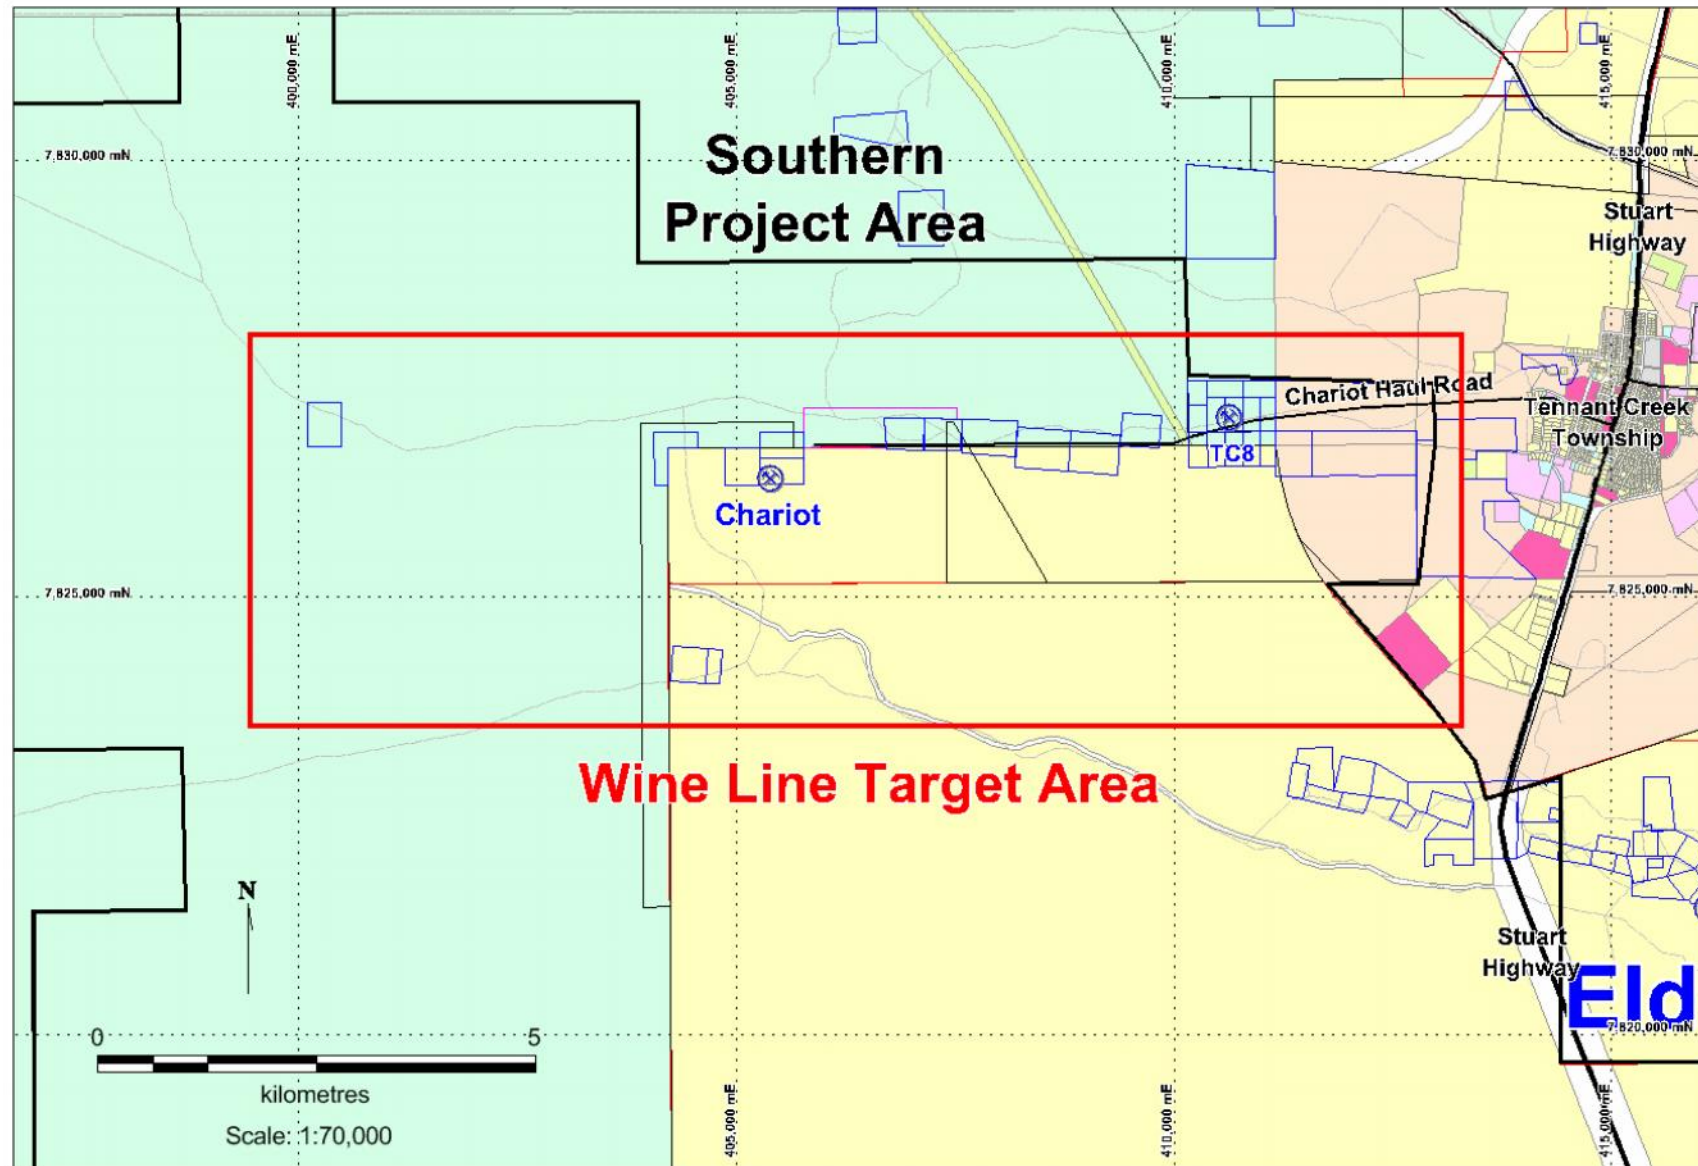 400,000 mE
405,000 mE
410,000 mE
415,000 mE
7,830,000 mN
7,830,000 mN
Southern
Project Area
Stuart
Highway
Chariot Haul Road
Tennant Creek
Township
TC8
Chariot
7,825,000 mN
7,825,000 mN
Wine Line Target Area
N
Stuart
Highway
Eld
7,820,000 mN
0
5
kilometres
Scale: 1:70,000
405,000 mE
410,000 mE
415,000 mE